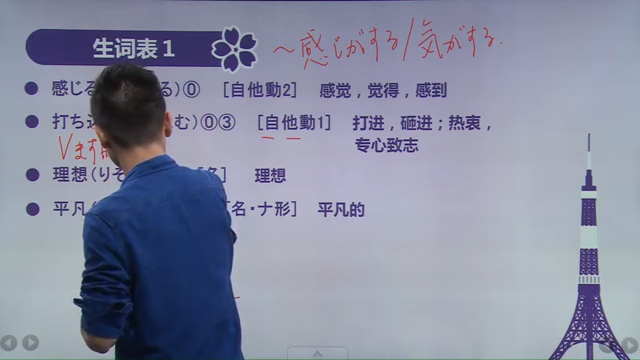 生词表1
～感じがする/気がする.
感じる る)⓪ [自他動2] 感觉，觉得，感到
打ち む)⓪③ [自他動1] 打进，砸进；热衷，
专心致志
Vます
理想(りそ 名] 理想
平凡( [名・ナ形] 平凡的